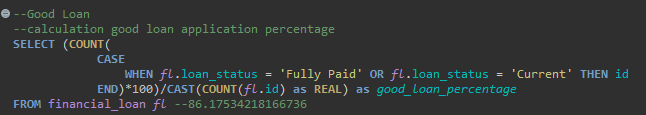 --Good Loan
--calculation good loan application percentage
SELECT (COUNT(
CASE
WHEN fl.loan_status = 'Fully Paid' OR fl.loan_status = 'Current' THEN id
END)*100)/CAST(COUNT(fl.id) as REAL) as good_loan_percentage
FROM financial_loan fl --86.17534218166736